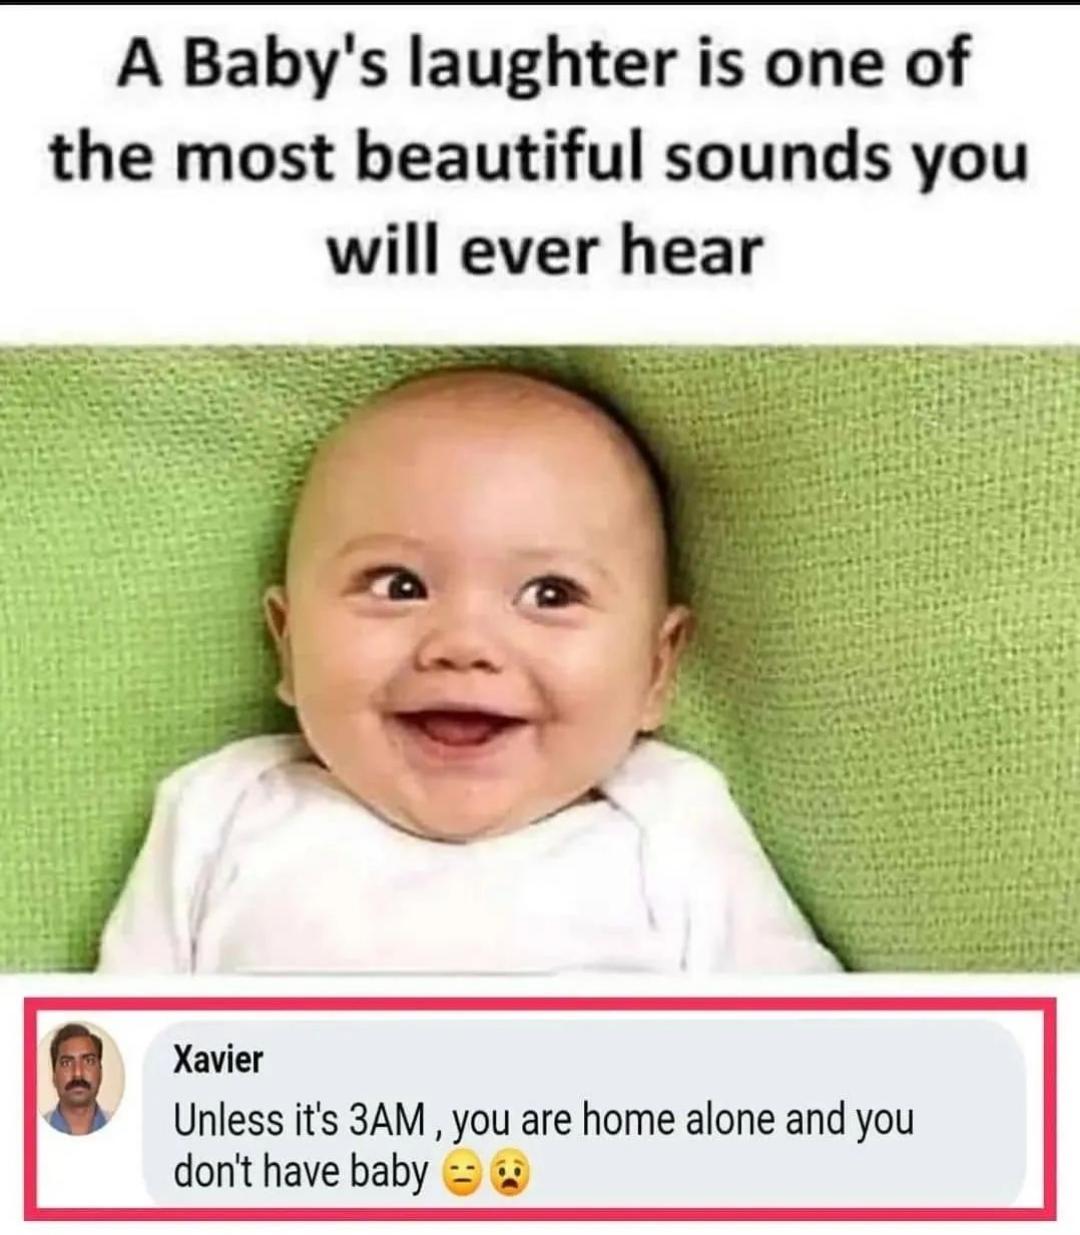 A Baby's laughter is one of
the most beautiful sounds you
will ever hear
Xavier
Unless it's 3AM , you are home alone and you
don't have baby 😑😧